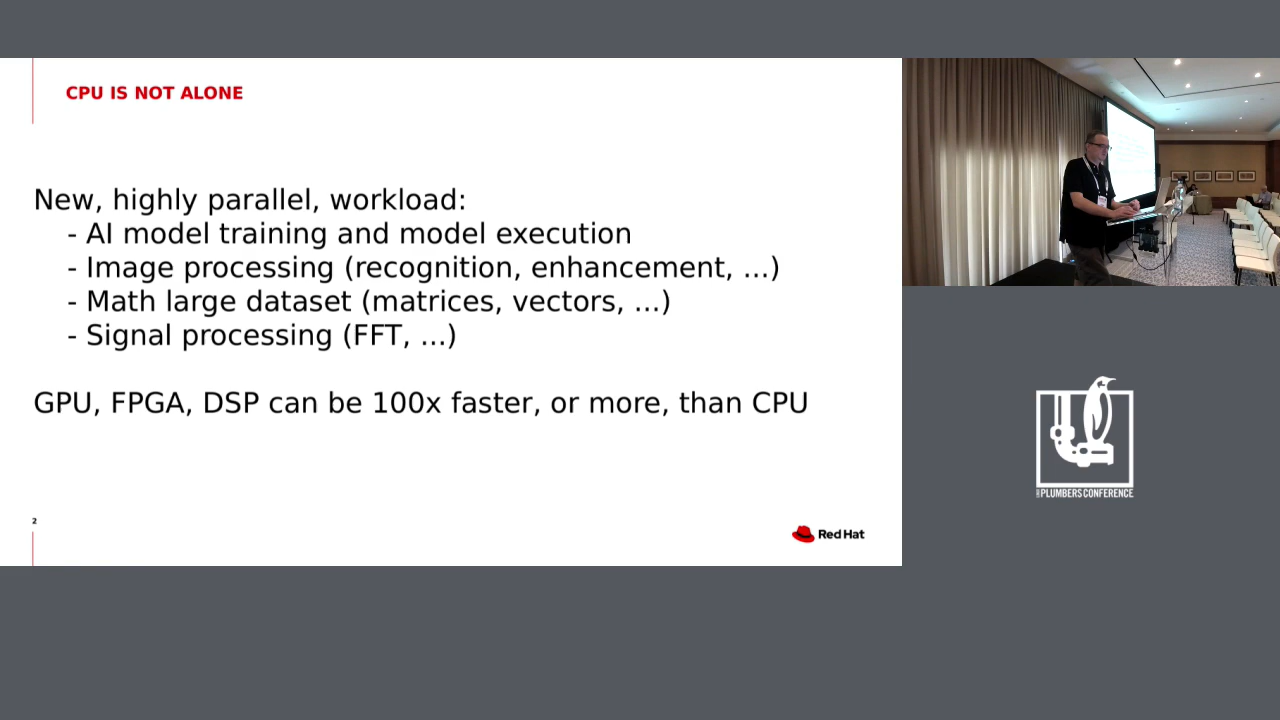 CPU IS NOT ALONE
New, highly parallel, workload:
- AI model training and model execution
- Image processing (recognition, enhancement, ...)
- Math large dataset (matrices, vectors, ...)
- Signal processing (FFT, ...)
GPU, FPGA, DSP can be 100x faster, or more, than CPU
2
Red Hat
PLUMBERS CONFERENCE